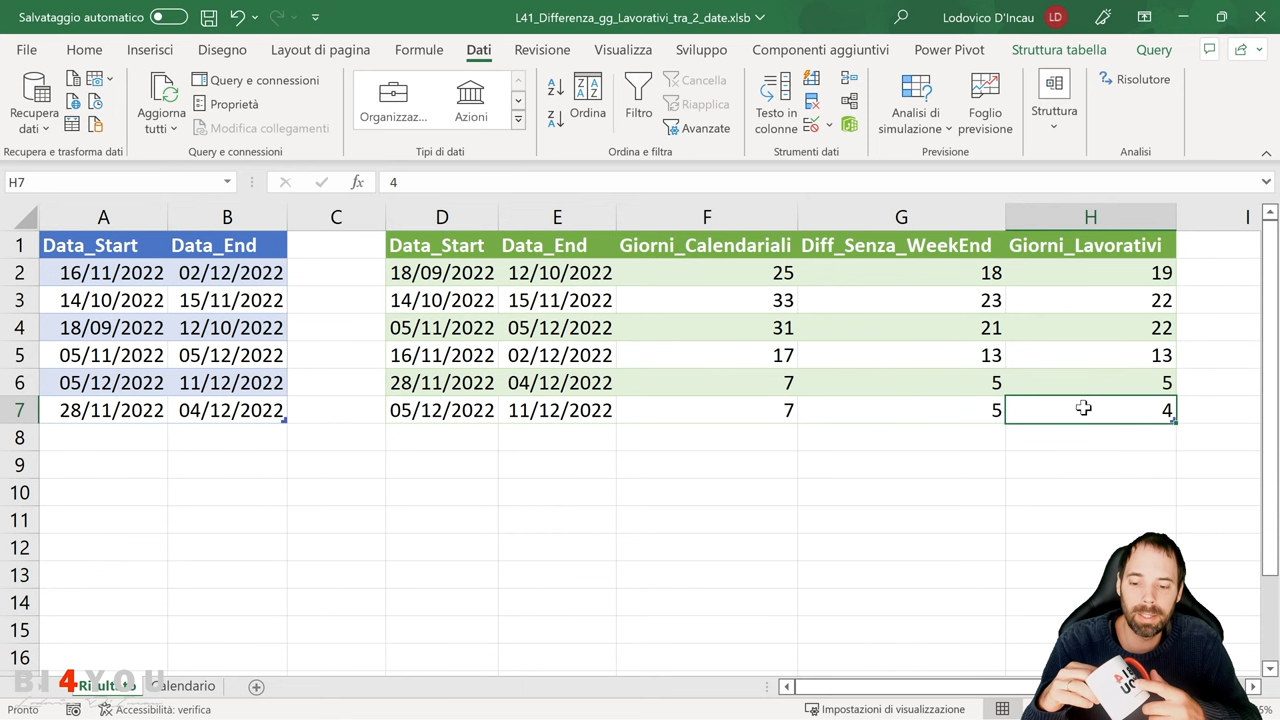 Salvataggio automatico
L41_Differenza_gg_Lavorativi_tra_2_date.xlsb
Lodovico D'Incau
LD
File Home Inserisci Disegno Layout di pagina Formule Dati Revisione Visualizza Sviluppo Componenti aggiuntivi Power Pivot Struttura tabella Query
Recupera dati
Aggiorna tutti
Query e connessioni
Proprietà
Modifica collegamenti
Organizzaz...
Azioni
Ordina
Filtro
Cancella
Riapplica
Avanzate
Testo in colonne
Analisi di simulazione
Foglio previsione
Struttura
Risolutore
Recupera e trasforma dati Query e connessioni Tipi di dati Ordina e filtra Strumenti dati Previsione Analisi
H7 fx 4
A B C D E F G H I
1 Data_Start Data_End Data_Start Data_End Giorni_Calendariali Diff_Senza_WeekEnd Giorni_Lavorativi
2 16/11/2022 02/12/2022 18/09/2022 12/10/2022 25 18 19
3 14/10/2022 15/11/2022 14/10/2022 15/11/2022 33 23 22
4 18/09/2022 12/10/2022 05/11/2022 05/12/2022 31 21 22
5 05/11/2022 05/12/2022 16/11/2022 02/12/2022 17 13 13
6 05/12/2022 11/12/2022 28/11/2022 04/12/2022 7 5 5
7 28/11/2022 04/12/2022 05/12/2022 11/12/2022 7 5 4
8
9
10
11
12
13
14
15
16
BI4YOU
Calendario
Pronto Accessibilità: verifica Impostazioni di visualizzazione
BI
4
YOU